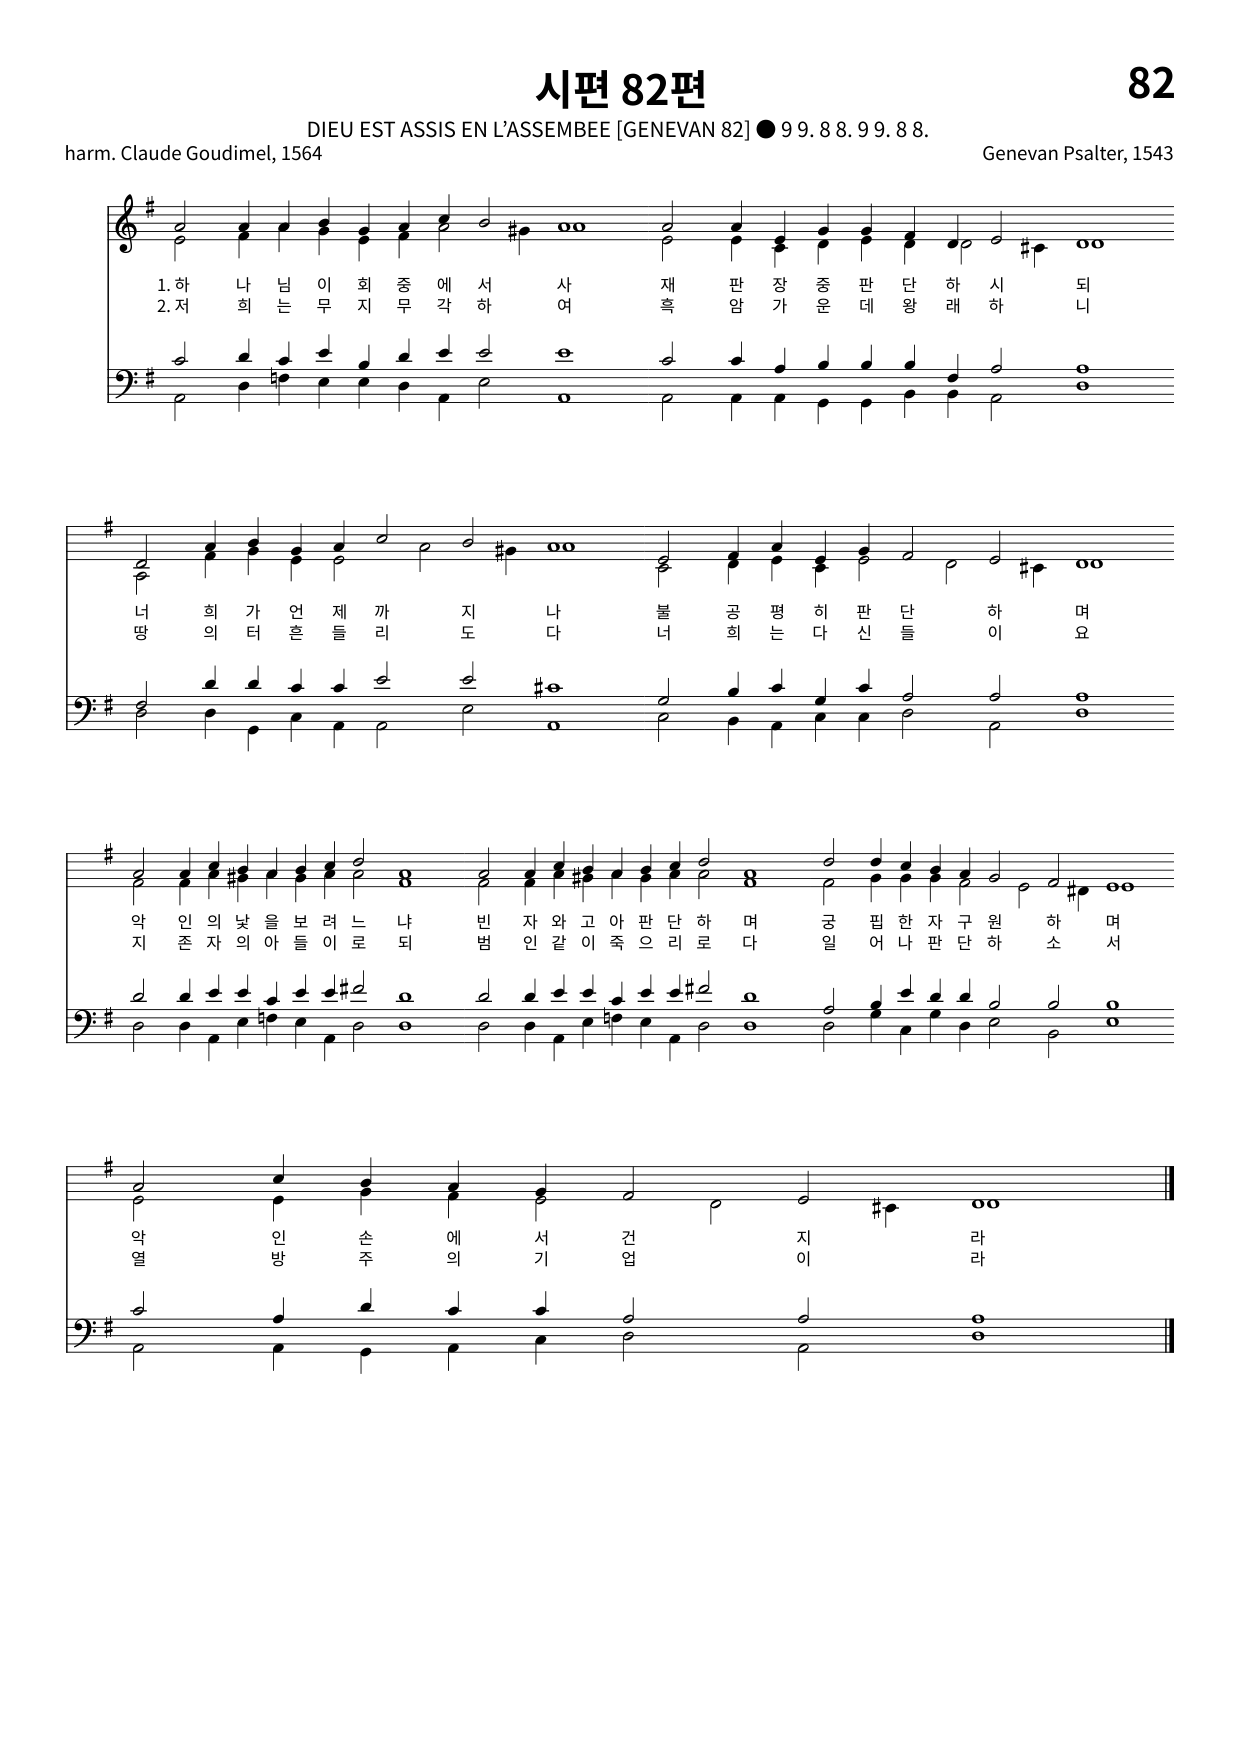 시편 82편
82
DIEU EST ASSIS EN L’ASSEMBEE [GENEVAN 82] ● 9 9. 8 8. 9 9. 8 8.
harm. Claude Goudimel, 1564
Genevan Psalter, 1543
1. 하 나 님 이 회 중 에 서 사 재 판 장 중 판 단 하 시 되
2. 저 희 는 무 지 무 각 하 여 흑 암 가 운 데 왕 래 하 니
너 희 가 언 제 까 지 나 불 공 평 히 판 단 하 며
땅 의 터 흔 들 리 도 다 너 희 는 다 신 들 이 요
악 인 의 낯 을 보 려 느 냐 빈 자 와 고 아 판 단 하 며 궁 핍 한 자 구 원 하 며
지 존 자 의 아 들 이 로 되 범 인 같 이 죽 으 리 로 다 일 어 나 판 단 하 소 서
악 인 손 에 서 건 지 라
열 방 주 의 기 업 이 라